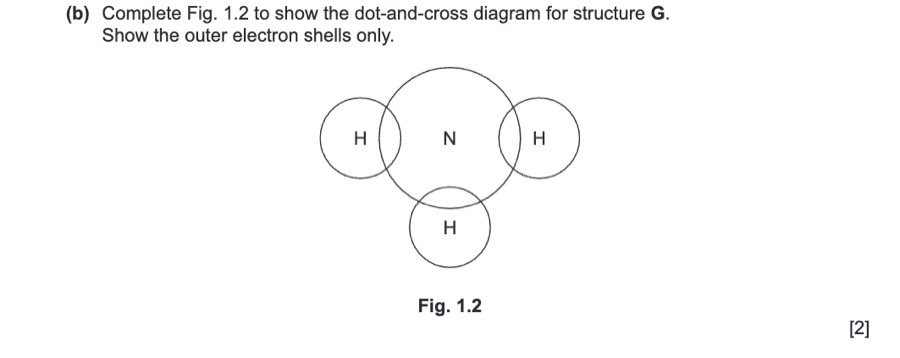 (b) Complete Fig. 1.2 to show the dot-and-cross diagram for structure G.
Show the outer electron shells only.
H N H
H
Fig. 1.2
[2]